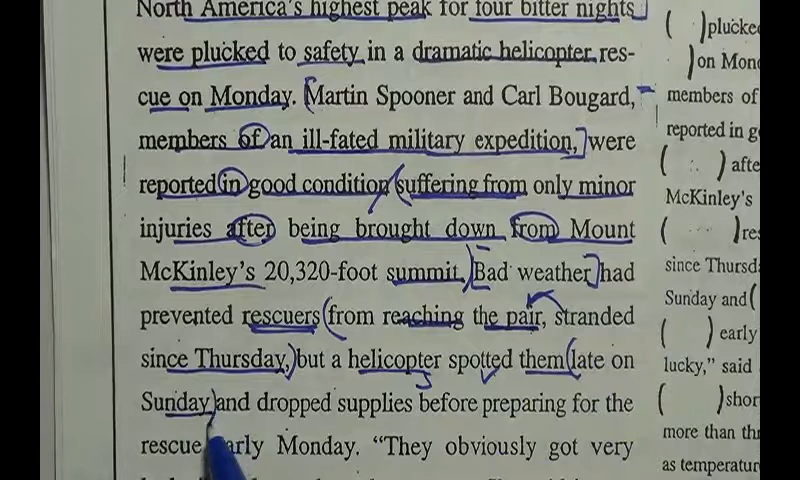 North America's highest peak for four bitter nights
were plucked to safety in a dramatic helicopter res-
cue on Monday. Martin Spooner and Carl Bougard,
members of an ill-fated military expedition, were
reported in good condition suffering from only minor
injuries after being brought down from Mount
McKinley's 20,320-foot summit. Bad weather had
prevented rescuers from reaching the pair, stranded
since Thursday, but a helicopter spotted them late on
Sunday and dropped supplies before preparing for the
rescue early Monday. "They obviously got very
( )plucked
)on Mon
members of
reported in g
( ) afte
McKinley's
( )res
since Thursd
Sunday and (
( ) early
lucky," said
( )shor
more than th
as temperatur